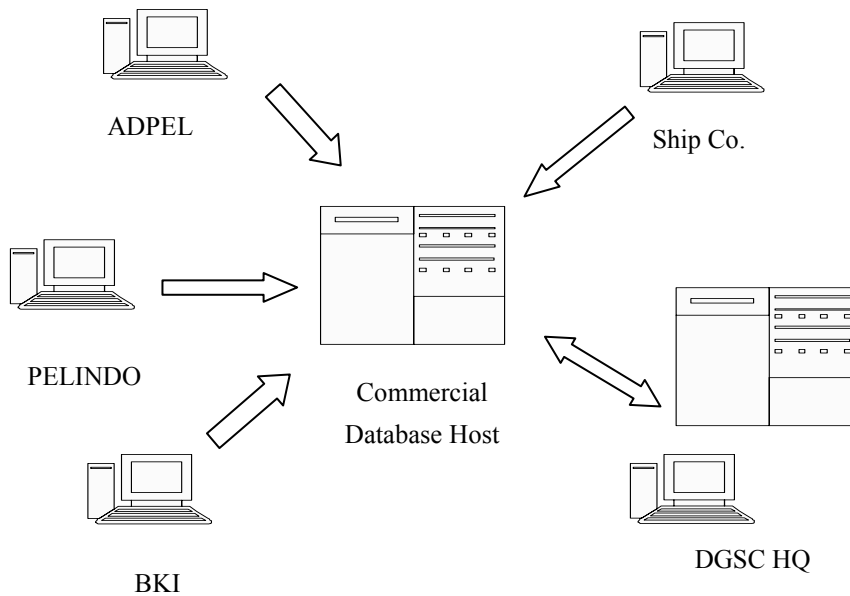 ADPEL
Ship Co.
PELINDO
Commercial
Database Host
BKI
DGSC HQ